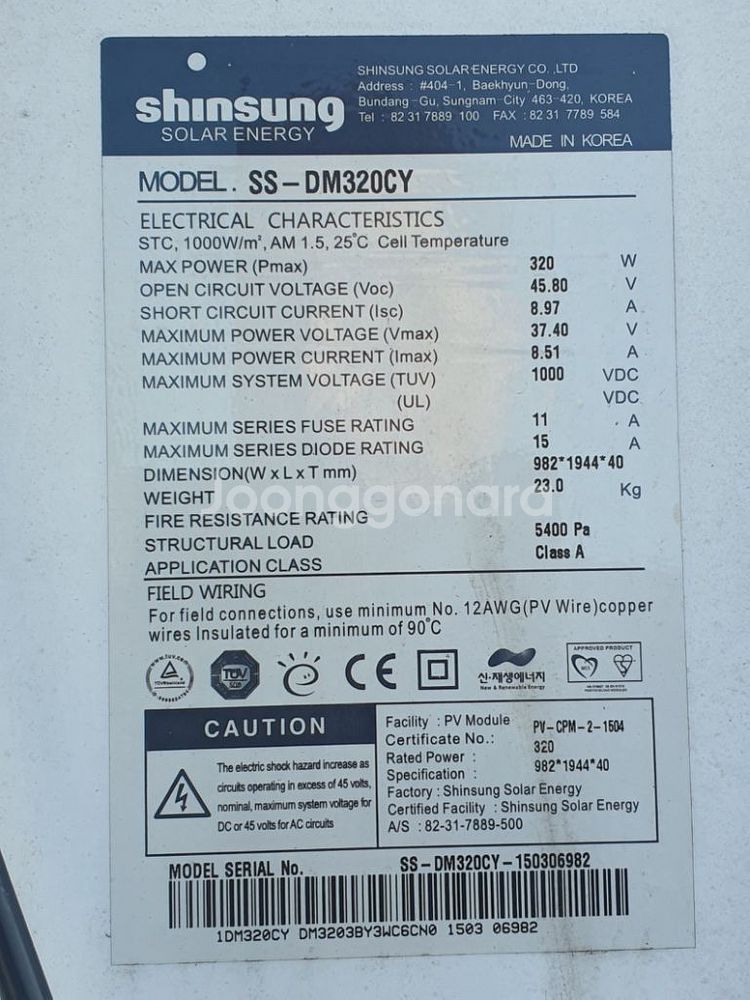 shinsung
SOLAR ENERGY
SHINSUNG SOLAR ENERGY CO. ,LTD
Address : #404-1, Baekhyun-Dong,
Bundang-Gu, Sungnam-City 463-420, KOREA
Tel : 82 31 7889 100 FAX : 82 31 7789 584
MADE IN KOREA
MODEL. SS-DM320CY
ELECTRICAL CHARACTERISTICS
STC, 1000W/m², AM 1.5, 25°C Cell Temperature
MAX POWER (Pmax) 320 W
OPEN CIRCUIT VOLTAGE (Voc) 45.80 V
SHORT CIRCUIT CURRENT (Isc) 8.97 A
MAXIMUM POWER VOLTAGE (Vmax) 37.40 V
MAXIMUM POWER CURRENT (Imax) 8.51 A
MAXIMUM SYSTEM VOLTAGE (TUV) 1000 VDC
(UL) VDC
MAXIMUM SERIES FUSE RATING 11 A
MAXIMUM SERIES DIODE RATING 15 A
DIMENSION(W x L x T mm) 982*1944*40
WEIGHT 23.0 Kg
Joonggonara
FIRE RESISTANCE RATING
STRUCTURAL LOAD 5400 Pa
APPLICATION CLASS Class A
FIELD WIRING
For field connections, use minimum No. 12AWG(PV Wire)copper
wires Insulated for a minimum of 90°C
TÜV
CE
신·재생에너지
New & Renewable Energy
APPROVED PRODUCT
CAUTION
The electric shock hazard increase as
circuits operating in excess of 45 volts,
nominal, maximum system voltage for
DC or 45 volts for AC circuits
Facility : PV Module
Certificate No.: PV-CPM-2-1504
Rated Power : 320
Specification : 982*1944*40
Factory : Shinsung Solar Energy
Certified Facility : Shinsung Solar Energy
A/S : 82-31-7889-500
MODEL SERIAL No. SS-DM320CY-150306982
1DM320CY DM3203BY3WC6CN0 1503 06982